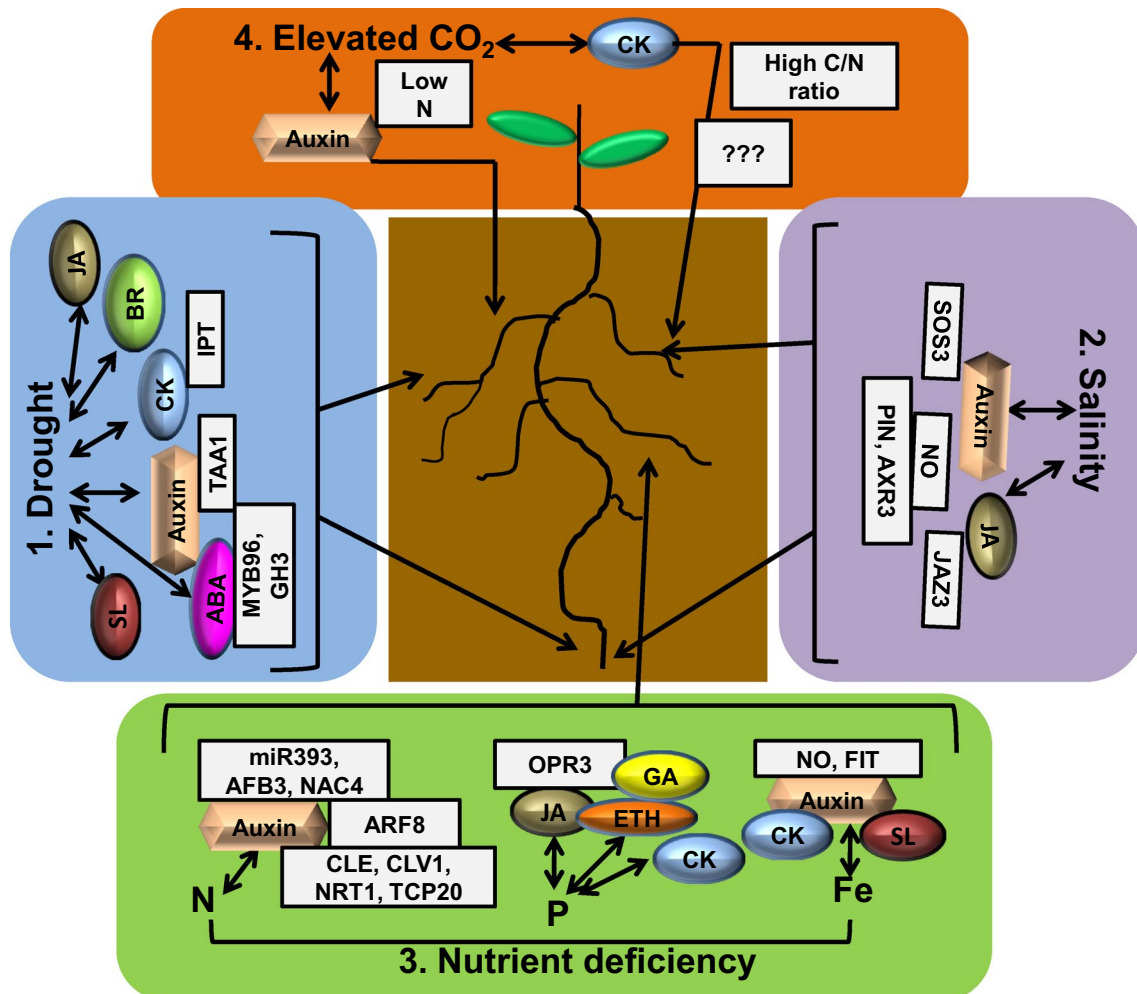 4. Elevated CO2
CK
Low
N
High C/N
ratio
Auxin
???
1. Drought
JA
BR
CK
IPT
Auxin
TAA1
ABA
MYB96,
GH3
SL
2. Salinity
SOS3
Auxin
NO
PIN, AXR3
JA
JAZ3
miR393,
AFB3, NAC4
Auxin
ARF8
CLE, CLV1,
NRT1, TCP20
N
OPR3
GA
JA
ETH
CK
P
NO, FIT
Auxin
CK
SL
Fe
3. Nutrient deficiency